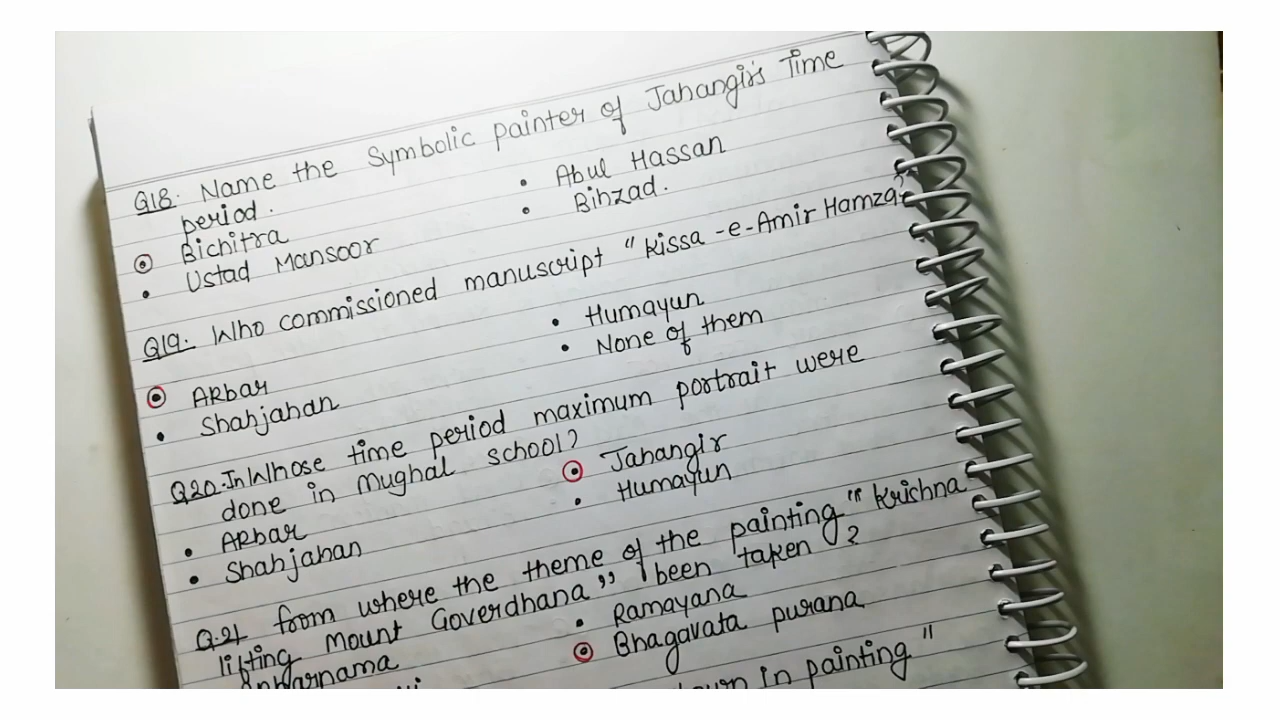 Q18. Name the Symbolic painter of Jahangir's Time
period.
Bichitra
• Abul Hassan
• Ustad Mansoor
• Bihzad.
Q19. Who commissioned manuscript "Kissa-e-Amir Hamza"?
Akbar
• Humayun
• Shahjahan
• None of them
Q20. In Whose time period maximum portrait were
done in Mughal school?
• Akbar
Jahangir
• Shahjahan
• Humayun
Q.21 from where the theme of the painting "Krishna
lifting Mount Goverdhana" been taken?
• Ramayana
Bhagavata purana
in painting"